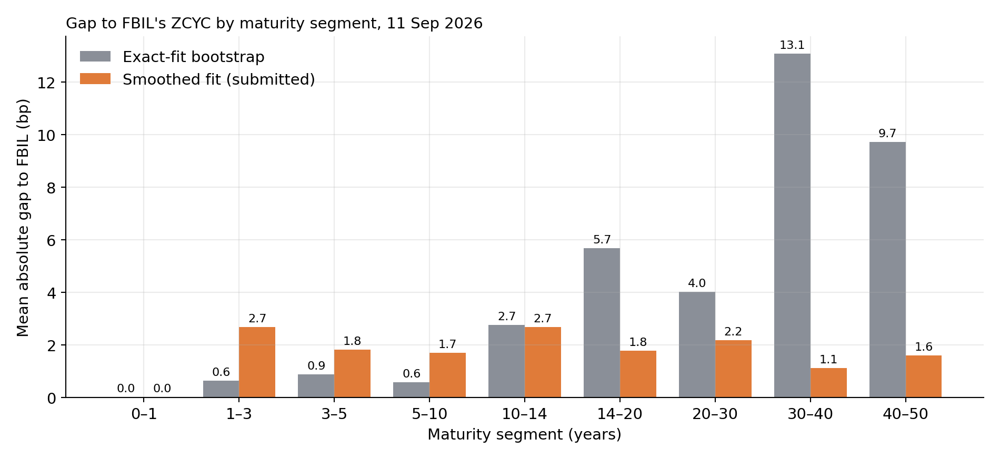 Gap to FBIL's ZCYC by maturity segment, 11 Sep 2026
Exact-fit bootstrap
Smoothed fit (submitted)
Mean absolute gap to FBIL (bp)
12
10
8
6
4
2
0
0.0 0.0
0.6 2.7
0.9 1.8
0.6 1.7
2.7 2.7
5.7 1.8
4.0 2.2
13.1 1.1
9.7 1.6
0–1 1–3 3–5 5–10 10–14 14–20 20–30 30–40 40–50
Maturity segment (years)